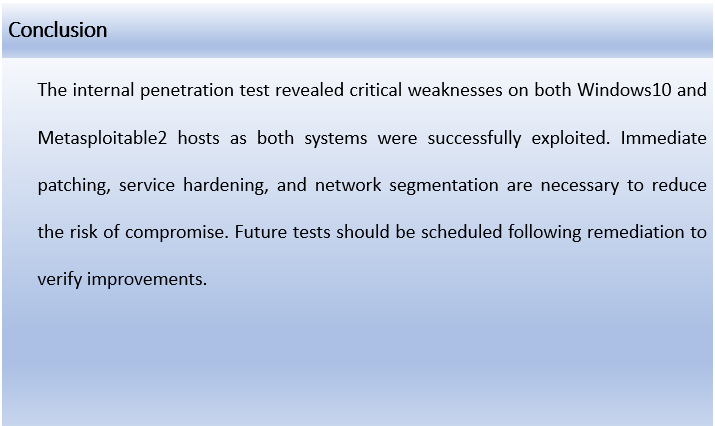 Conclusion
The internal penetration test revealed critical weaknesses on both Windows10 and
Metasploitable2 hosts as both systems were successfully exploited. Immediate
patching, service hardening, and network segmentation are necessary to reduce
the risk of compromise. Future tests should be scheduled following remediation to
verify improvements.